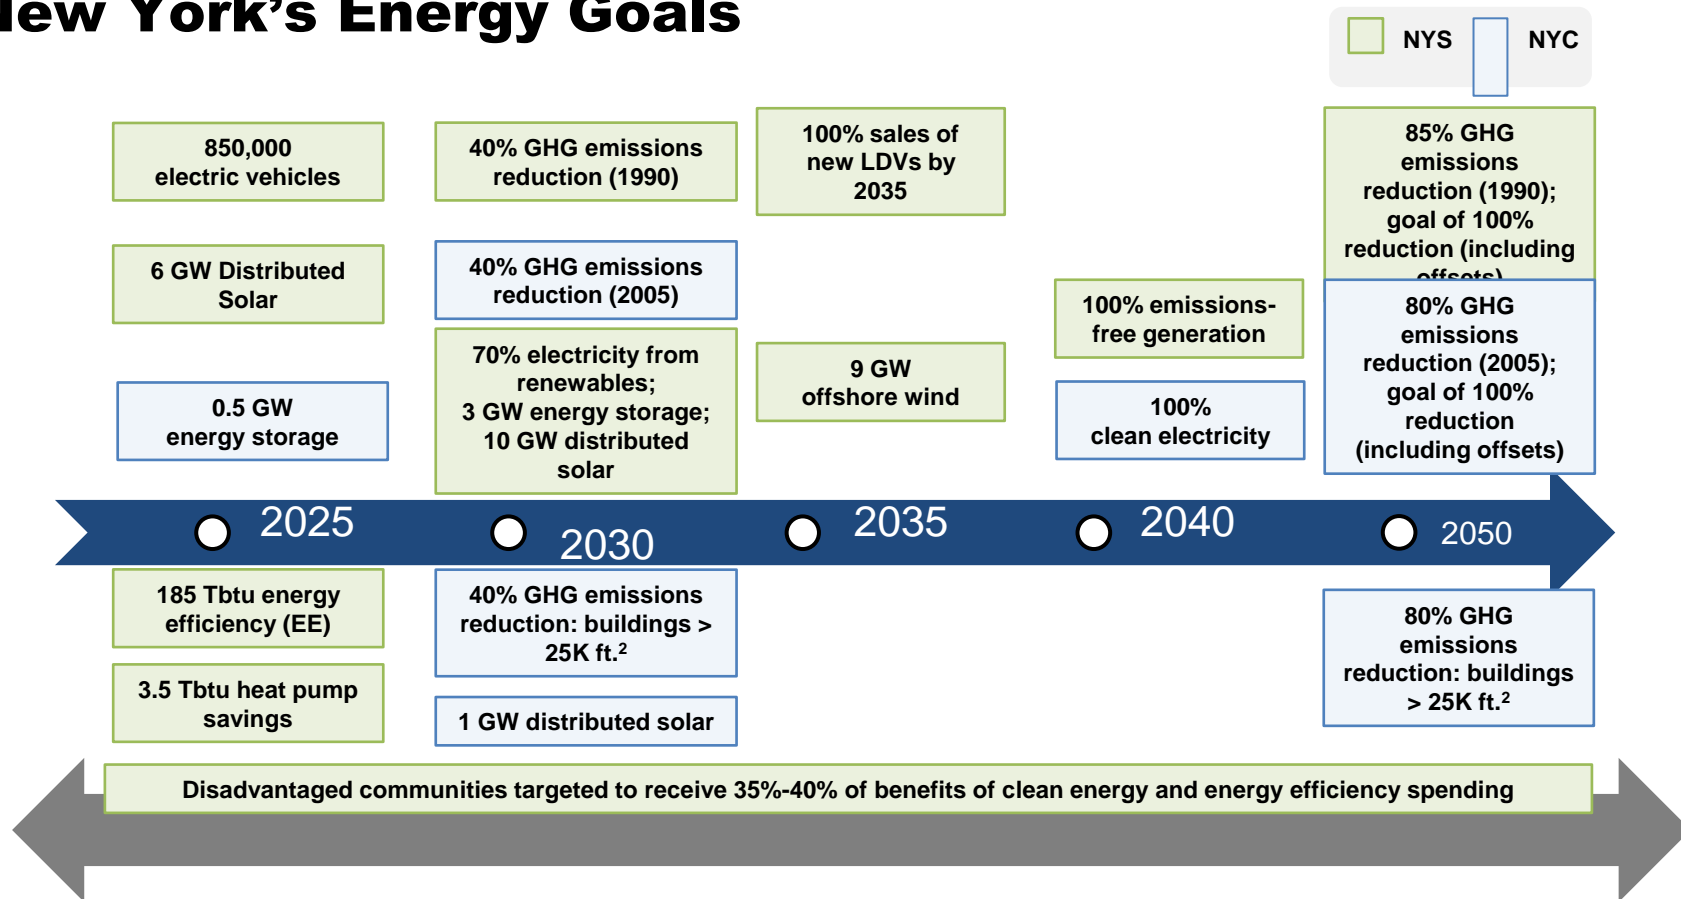 New York's Energy Goals
NYS
NYC
850,000
electric vehicles
6 GW Distributed
Solar
0.5 GW
energy storage
40% GHG emissions
reduction (1990)
40% GHG emissions
reduction (2005)
70% electricity from
renewables;
3 GW energy storage;
10 GW distributed
solar
100% sales of
new LDVs by
2035
9 GW
offshore wind
100% emissions-
free generation
100%
clean electricity
85% GHG
emissions
reduction (1990);
goal of 100%
reduction (including
offsets)
80% GHG
emissions
reduction (2005);
goal of 100%
reduction
(including offsets)
2025
2030
2035
2040
2050
185 Tbtu energy
efficiency (EE)
3.5 Tbtu heat pump
savings
40% GHG emissions
reduction: buildings >
25K ft.²
1 GW distributed solar
80% GHG
emissions
reduction: buildings
> 25K ft.²
Disadvantaged communities targeted to receive 35%-40% of benefits of clean energy and energy efficiency spending